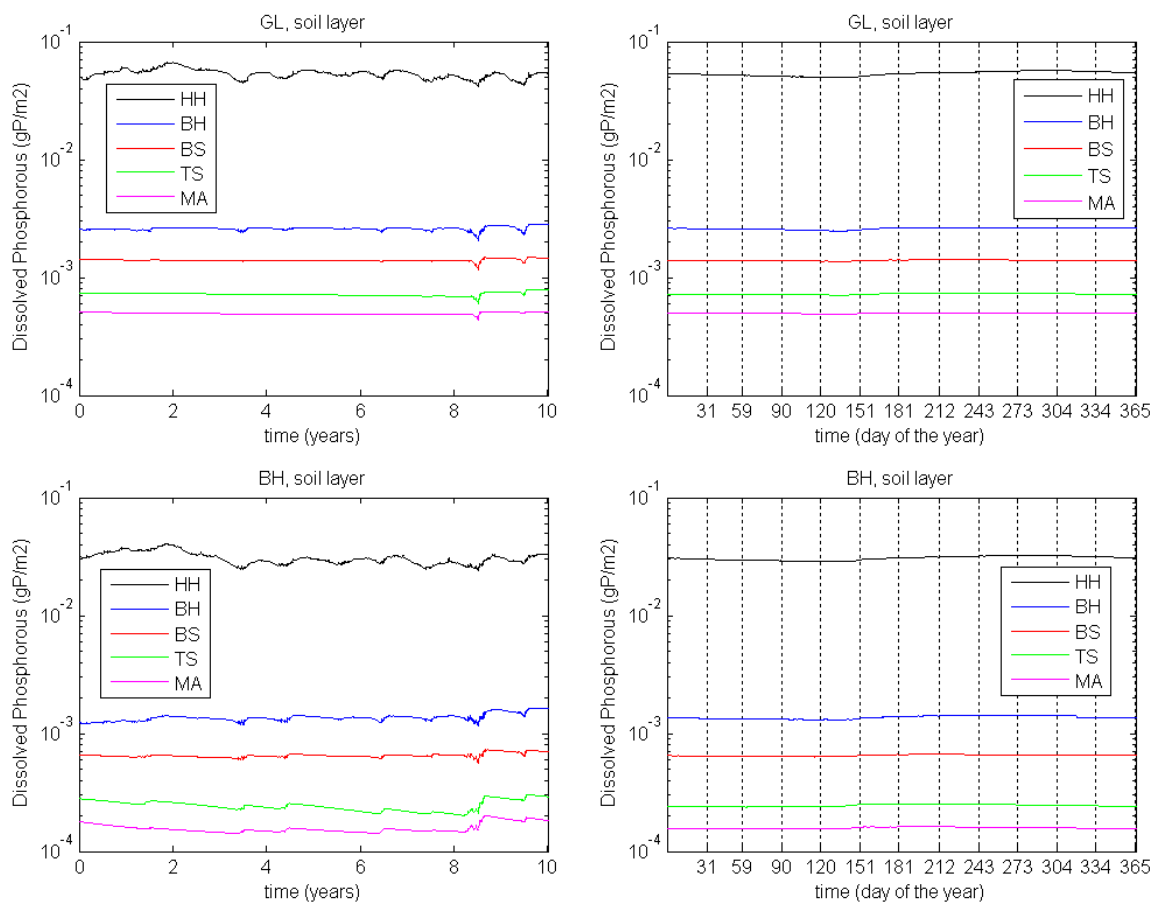 GL, soil layer
Dissolved Phosphorous (gP/m2)
10^-1
10^-2
10^-3
10^-4
HH
BH
BS
TS
MA
0 2 4 6 8 10
time (years)
GL, soil layer
Dissolved Phosphorous (gP/m2)
10^-1
10^-2
10^-3
10^-4
HH
BH
BS
TS
MA
31 59 90 120 151 181 212 243 273 304 334 365
time (day of the year)
BH, soil layer
Dissolved Phosphorous (gP/m2)
10^-1
10^-2
10^-3
10^-4
HH
BH
BS
TS
MA
0 2 4 6 8 10
time (years)
BH, soil layer
Dissolved Phosphorous (gP/m2)
10^-1
10^-2
10^-3
10^-4
HH
BH
BS
TS
MA
31 59 90 120 151 181 212 243 273 304 334 365
time (day of the year)